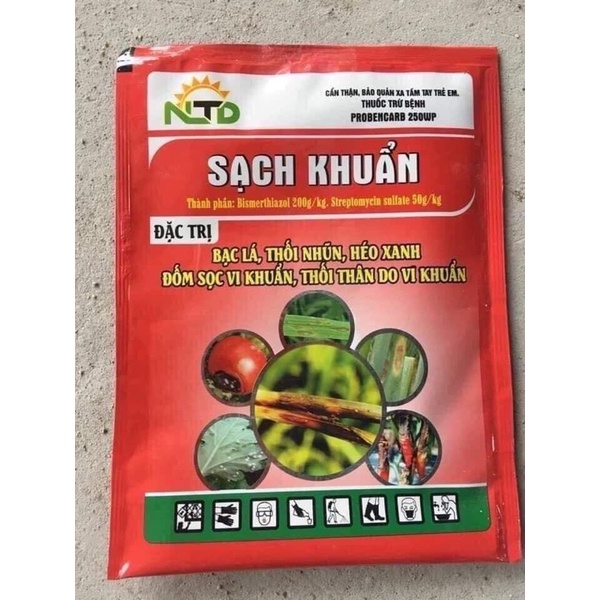 NTD
CẨN THẬN, BẢO QUẢN XA TẦM TAY TRẺ EM.
THUỐC TRỪ BỆNH
PROBENCARB 250WP
SẠCH KHUẨN
Thành phần: Bismerthiazol 200g/kg. Streptomycin sulfate 50g/kg
ĐẶC TRỊ
BẠC LÁ, THỐI NHŨN, HÉO XANH
ĐỐM SỌC VI KHUẨN, THỐI THÂN DO VI KHUẨN